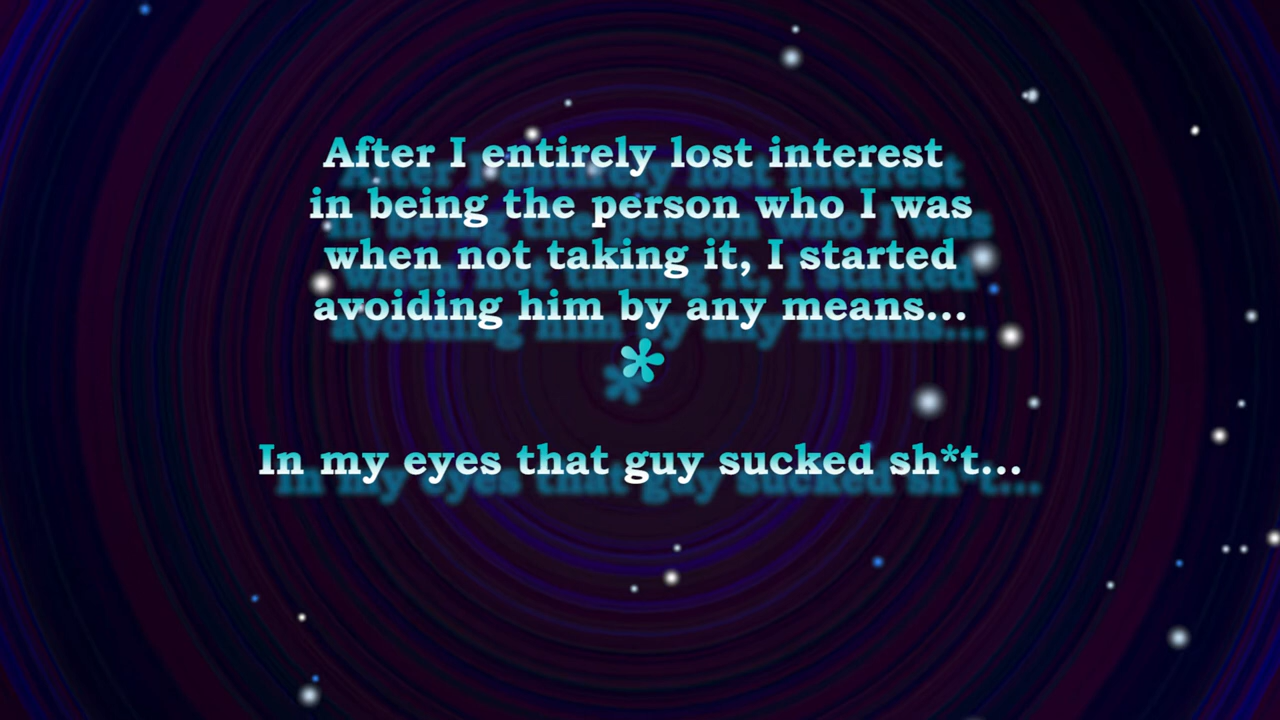 After I entirely lost interest
in being the person who I was
when not taking it, I started
avoiding him by any means...
*
In my eyes that guy sucked sh*t...